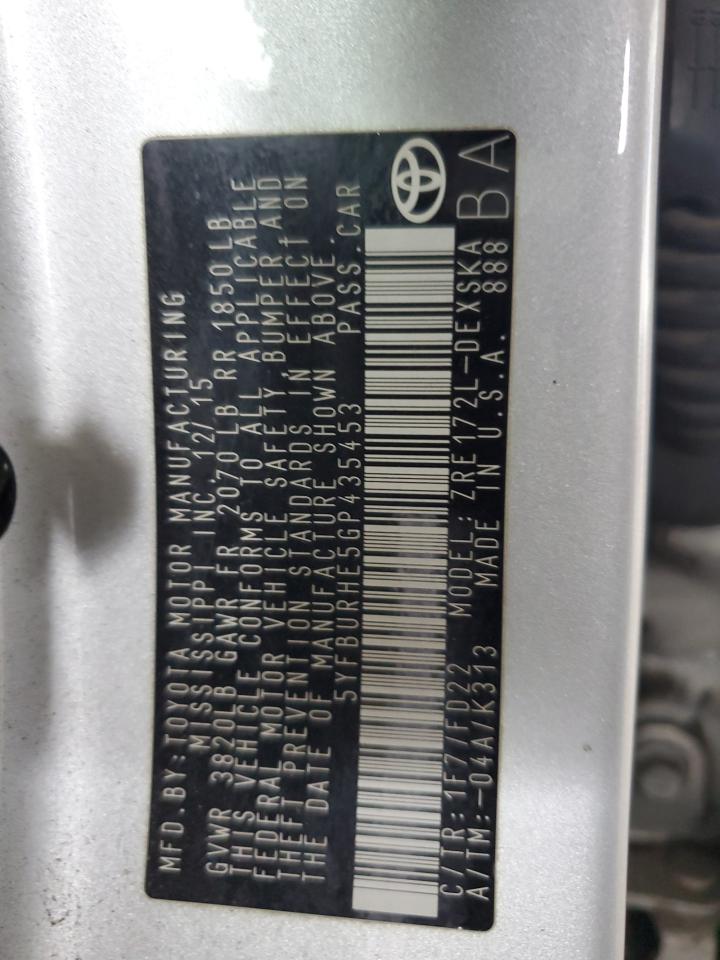 MFD.BY:TOYOTA MOTOR MANUFACTURING
MISSISSIPPI INC.12/15
GVWR 3820LB GAWR FR 2070 LB RR 1850LB
THIS VEHICLE CONFORMS TO ALL APPLICABLE
FEDERAL MOTOR VEHICLE SAFETY,BUMPER,AND
THEFT PREVENTION STANDARDS IN EFFECT ON
THE DATE OF MANUFACTURE SHOWN ABOVE.
5YFBURHE5GP435453 PASS.CAR
C/TR:1F7/FD22 MODEL:ZRE172L-DEXSKA
A/TM:-04A/K313 MADE IN U.S.A. 888
BA